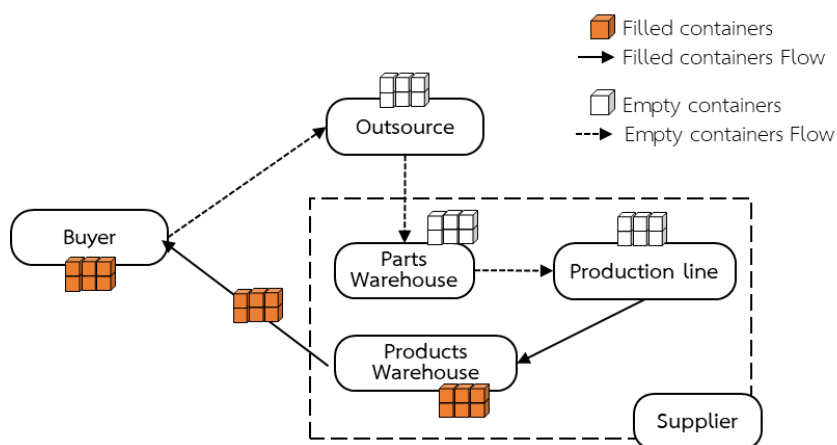 Filled containers
Filled containers Flow
Empty containers
Empty containers Flow
Outsource
Buyer
Parts
Warehouse
Production line
Products
Warehouse
Supplier